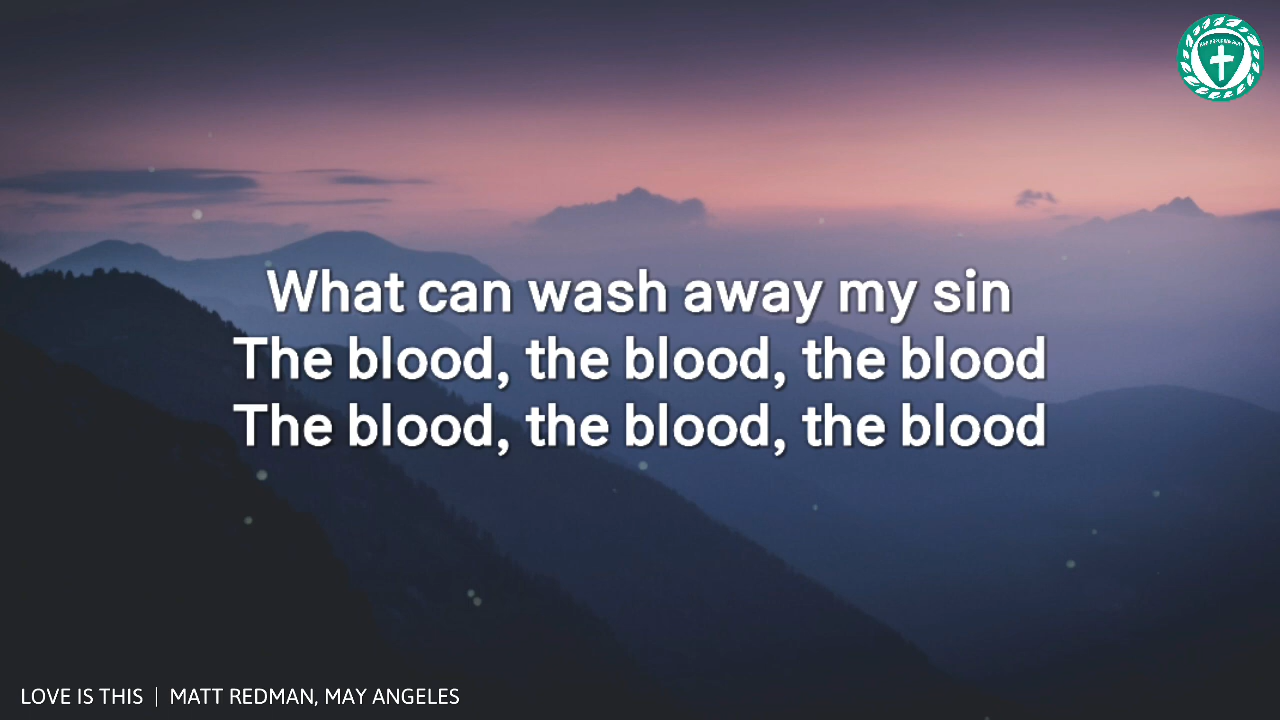 What can wash away my sin
The blood, the blood, the blood
The blood, the blood, the blood
LOVE IS THIS | MATT REDMAN, MAY ANGELES